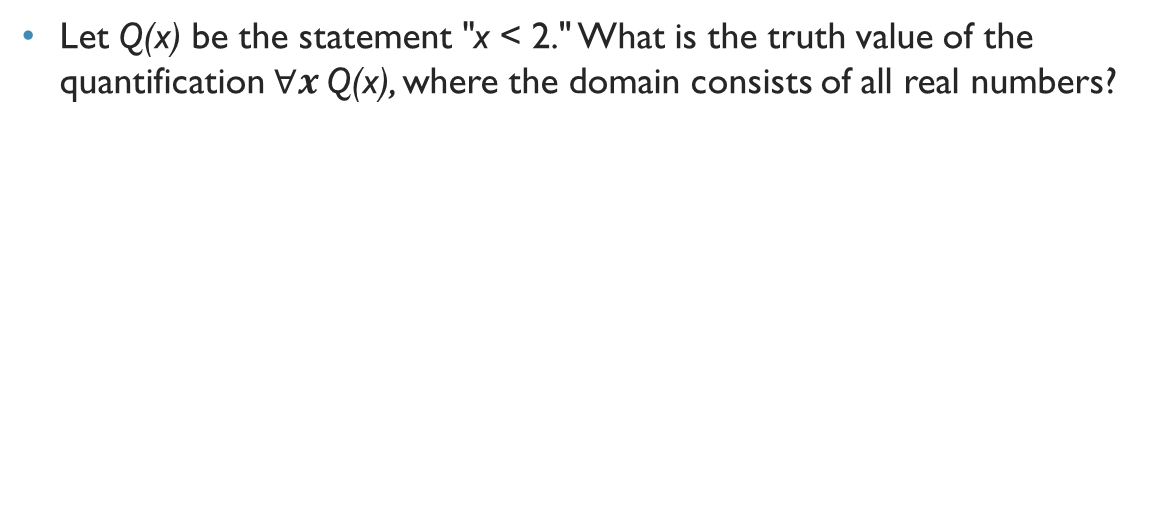 • Let Q(x) be the statement "x < 2." What is the truth value of the
quantification ∀x Q(x), where the domain consists of all real numbers?